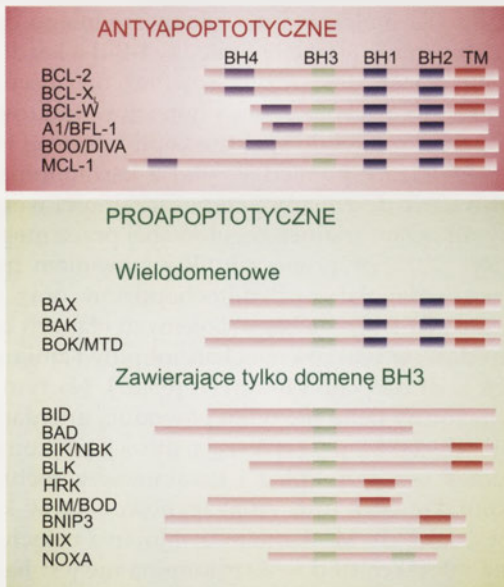 ANTYAPOPTOTYCZNE
BH4 BH3 BH1 BH2 TM
BCL-2
BCL-XL
BCL-W
A1/BFL-1
BOO/DIVA
MCL-1
PROAPOPTOTYCZNE
Wielodomenowe
BAX
BAK
BOK/MTD
Zawierające tylko domenę BH3
BID
BAD
BIK/NBK
BLK
HRK
BIM/BOD
BNIP3
NIX
NOXA